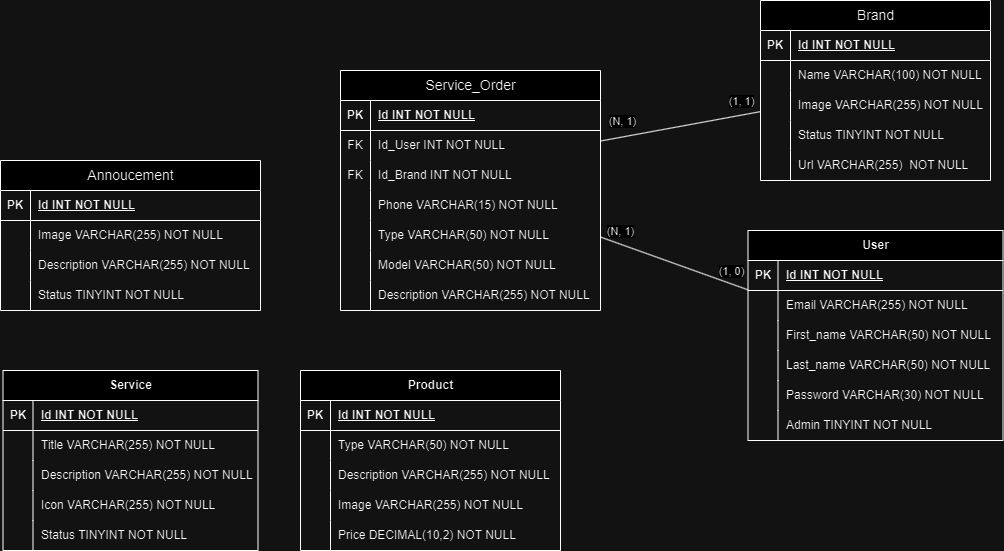 Brand
PK Id INT NOT NULL
Name VARCHAR(100) NOT NULL
Image VARCHAR(255) NOT NULL
Status TINYINT NOT NULL
Url VARCHAR(255)  NOT NULL
(1, 1)
(N, 1)
Service_Order
PK Id INT NOT NULL
FK Id_User INT NOT NULL
FK Id_Brand INT NOT NULL
Phone VARCHAR(15) NOT NULL
Type VARCHAR(50) NOT NULL
Model VARCHAR(50) NOT NULL
Description VARCHAR(255) NOT NULL
(N, 1)
(1, 0)
Annoucement
PK Id INT NOT NULL
Image VARCHAR(255) NOT NULL
Description VARCHAR(255) NOT NULL
Status TINYINT NOT NULL
User
PK Id INT NOT NULL
Email VARCHAR(255) NOT NULL
First_name VARCHAR(50) NOT NULL
Last_name VARCHAR(50) NOT NULL
Password VARCHAR(30) NOT NULL
Admin TINYINT NOT NULL
Service
PK Id INT NOT NULL
Title VARCHAR(255) NOT NULL
Description VARCHAR(255) NOT NULL
Icon VARCHAR(255) NOT NULL
Status TINYINT NOT NULL
Product
PK Id INT NOT NULL
Type VARCHAR(50) NOT NULL
Description VARCHAR(255) NOT NULL
Image VARCHAR(255) NOT NULL
Price DECIMAL(10,2) NOT NULL